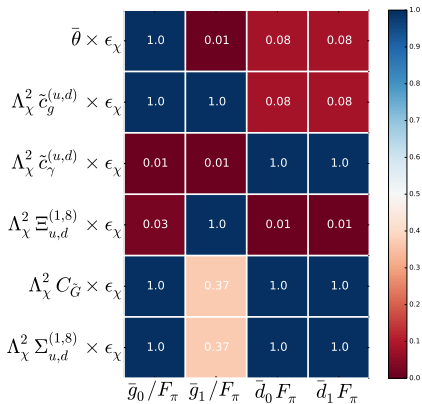 θ̄ × ϵ_χ 1.0 0.01 0.08 0.08
Λ_χ^2 c̃_g^(u,d) × ϵ_χ 1.0 1.0 0.08 0.08
Λ_χ^2 c̃_γ^(u,d) × ϵ_χ 0.01 0.01 1.0 1.0
Λ_χ^2 Ξ_{u,d}^(1,8) × ϵ_χ 0.03 1.0 0.01 0.01
Λ_χ^2 C_G̃ × ϵ_χ 1.0 0.37 1.0 1.0
Λ_χ^2 Σ_{u,d}^(1,8) × ϵ_χ 1.0 0.37 1.0 1.0
ḡ_0/F_π ḡ_1/F_π d̄_0 F_π d̄_1 F_π
1.0
0.9
0.8
0.7
0.6
0.5
0.4
0.3
0.2
0.1
0.0